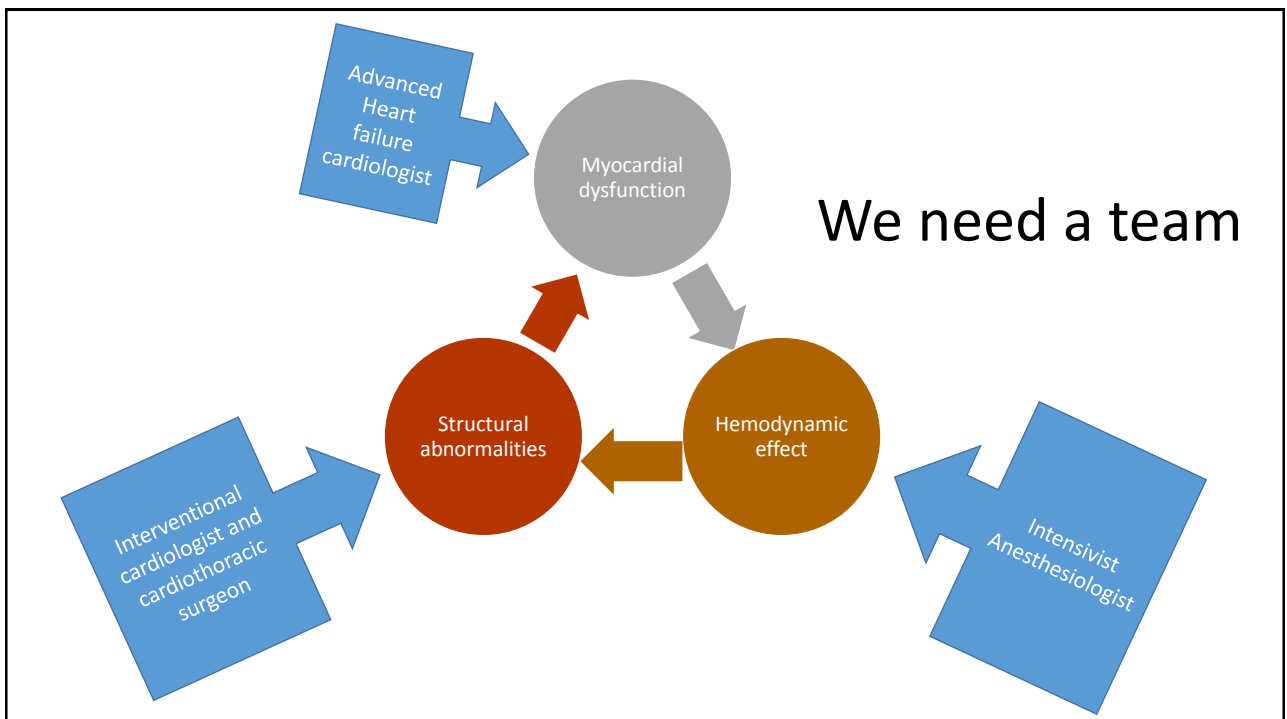 Advanced
Heart
failure
cardiologist
Myocardial
dysfunction
We need a team
Structural
abnormalities
Hemodynamic
effect
Interventional
cardiologist and
cardiothoracic
surgeon
Intensivist
Anesthesiologist